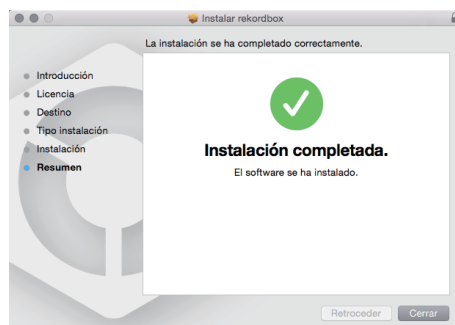 Instalar rekordbox
La instalación se ha completado correctamente.
Introducción
Licencia
Destino
Tipo instalación
Instalación
Resumen
Instalación completada.
El software se ha instalado.
Retroceder
Cerrar